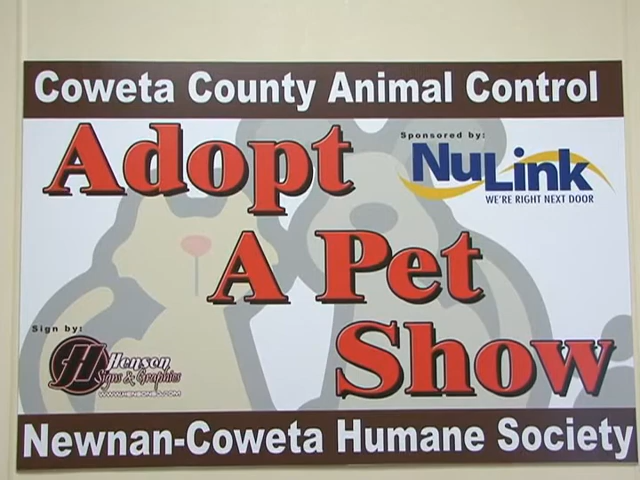 Coweta County Animal Control
Adopt
Sponsored by:
NuLink
WE'RE RIGHT NEXT DOOR
A Pet
Show
Sign by:
Henson
Signs & Graphics
Newnan-Coweta Humane Society